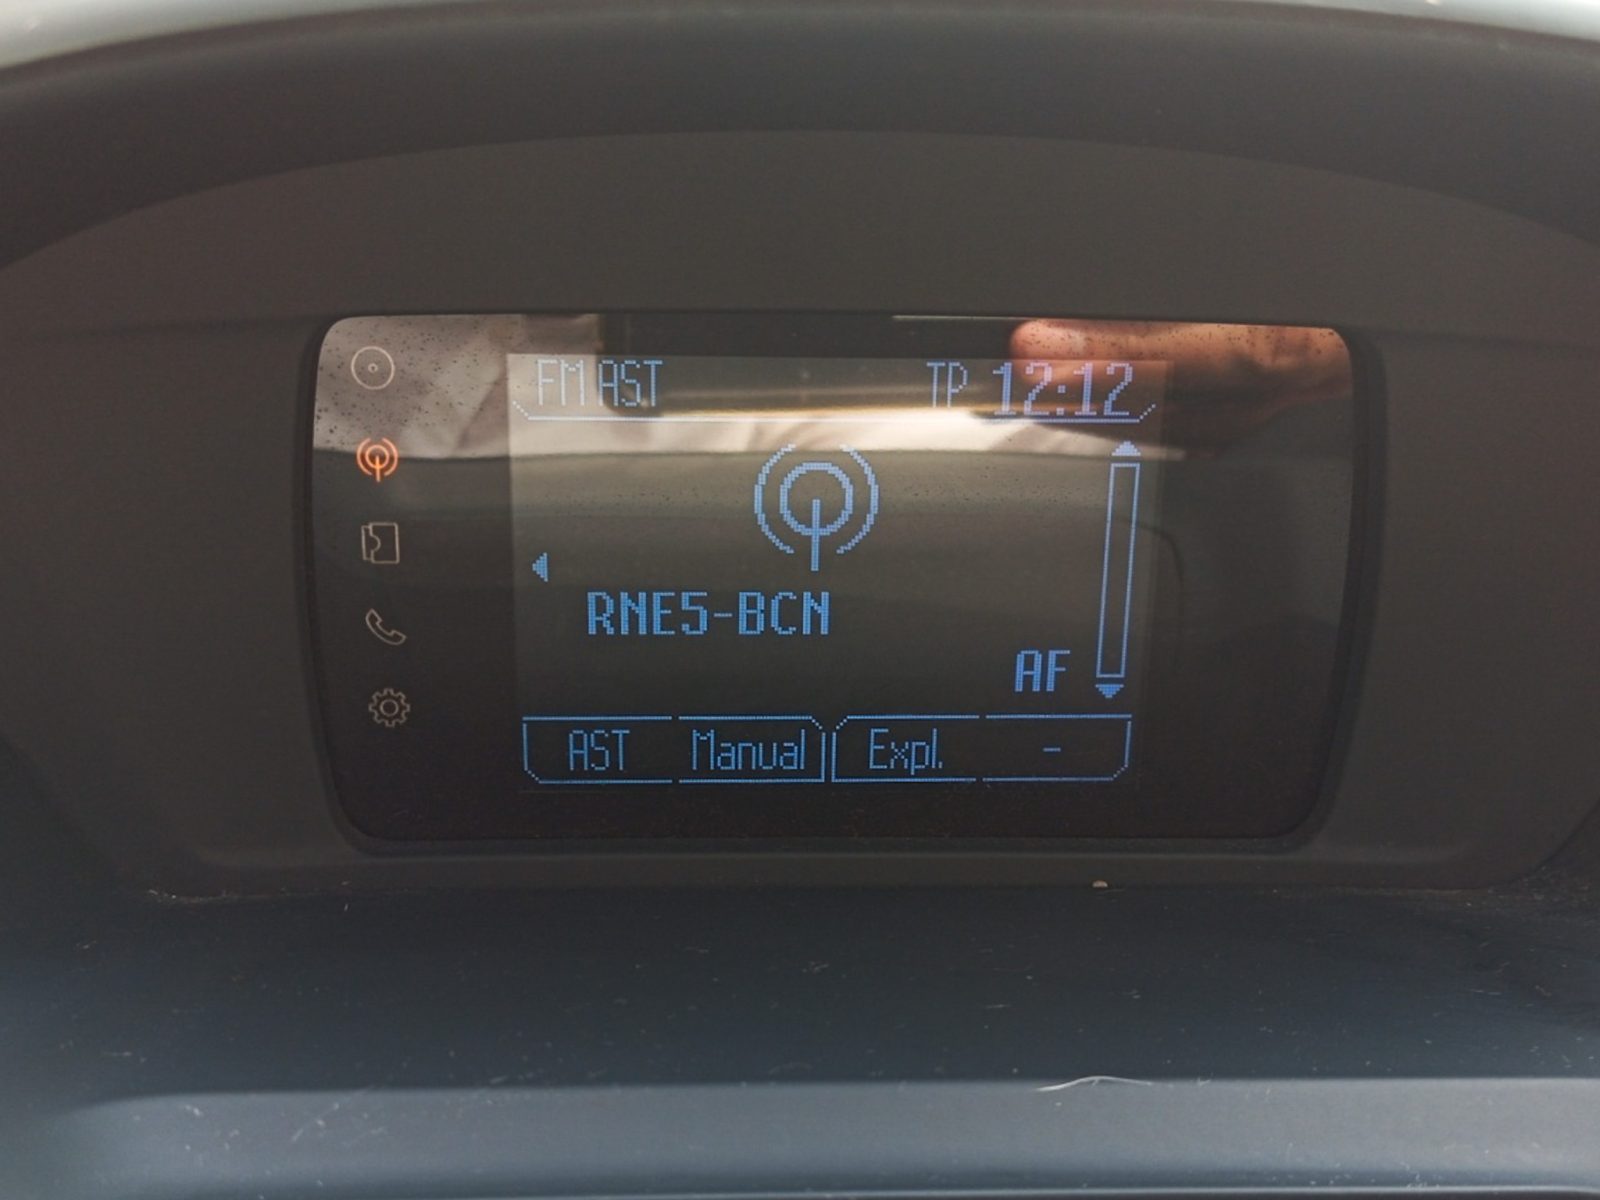 FM AST TP 12:12
RNE5-BCN
AF
AST Manual Expl. -